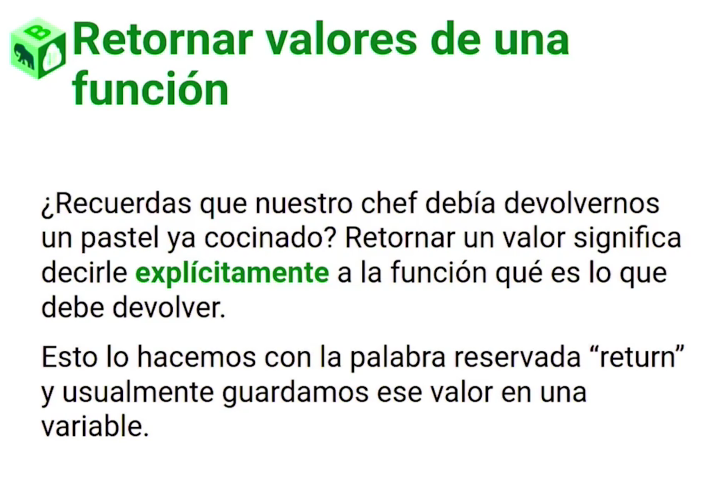 Retornar valores de una
función
¿Recuerdas que nuestro chef debía devolvernos
un pastel ya cocinado? Retornar un valor significa
decirle explícitamente a la función qué es lo que
debe devolver.
Esto lo hacemos con la palabra reservada “return”
y usualmente guardamos ese valor en una
variable.